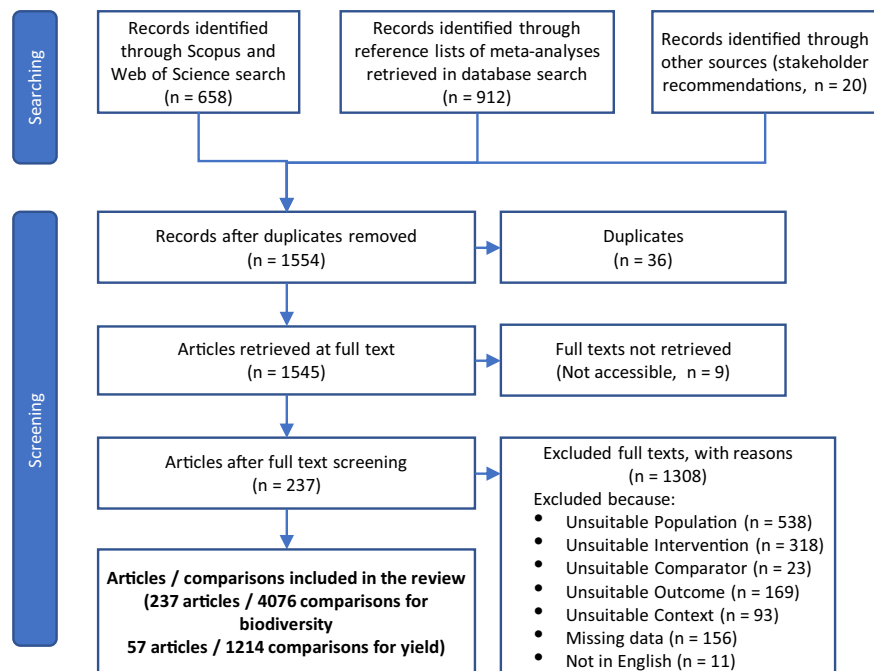 Searching
Records identified
through Scopus and
Web of Science search
(n = 658)
Records identified through
reference lists of meta-analyses
retrieved in database search
(n = 912)
Records identified through
other sources (stakeholder
recommendations, n = 20)
Screening
Records after duplicates removed
(n = 1554)
Duplicates
(n = 36)
Articles retrieved at full text
(n = 1545)
Full texts not retrieved
(Not accessible, n = 9)
Articles after full text screening
(n = 237)
Excluded full texts, with reasons
(n = 1308)
Excluded because:
• Unsuitable Population (n = 538)
• Unsuitable Intervention (n = 318)
• Unsuitable Comparator (n = 23)
• Unsuitable Outcome (n = 169)
• Unsuitable Context (n = 93)
• Missing data (n = 156)
• Not in English (n = 11)
Articles / comparisons included in the review
(237 articles / 4076 comparisons for
biodiversity
57 articles / 1214 comparisons for yield)